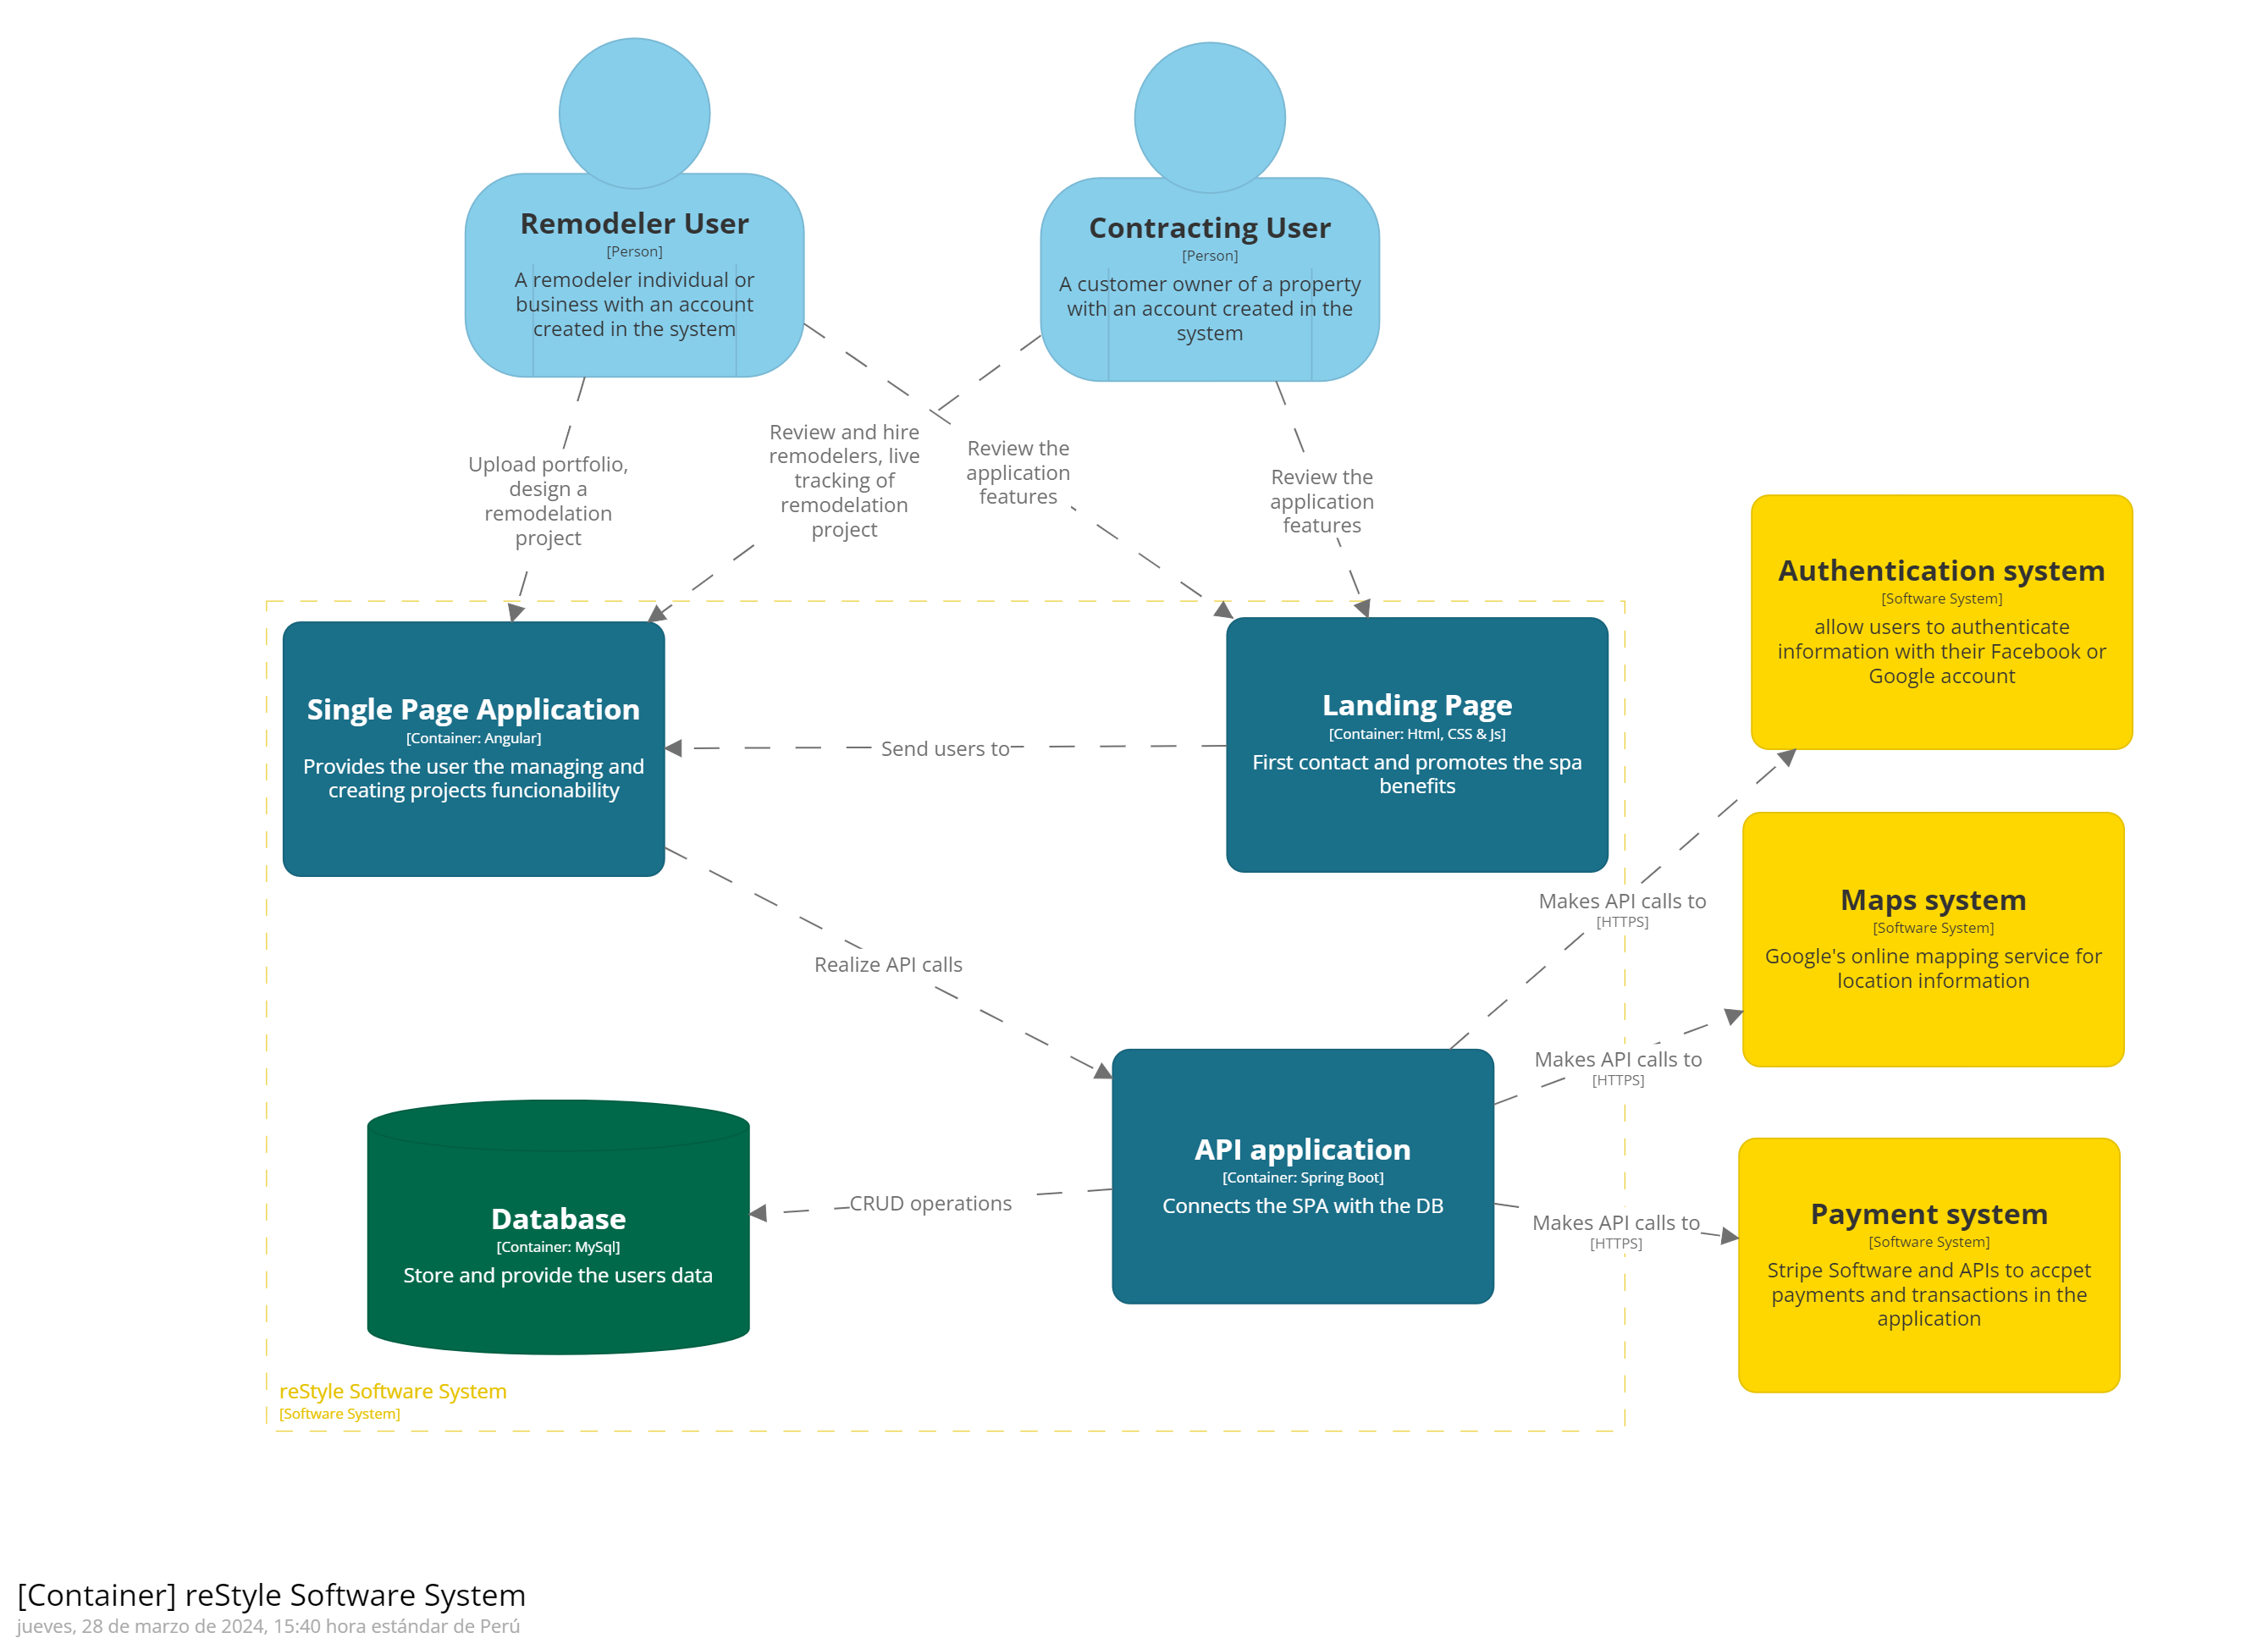 Remodeler User
[Person]
A remodeler individual or
business with an account
created in the system
Contracting User
[Person]
A customer owner of a property
with an account created in the
system
Upload portfolio,
design a
remodelation
project
Review and hire
remodelers, live
tracking of
remodelation
project
Review the
application
features
Review the
application
features
Authentication system
[Software System]
allow users to authenticate
information with their Facebook or
Google account
Single Page Application
[Container: Angular]
Provides the user the managing and
creating projects funcionability
Send users to
Landing Page
[Container: Html, CSS & Js]
First contact and promotes the spa
benefits
Makes API calls to
[HTTPS]
Maps system
[Software System]
Google's online mapping service for
location information
Realize API calls
Makes API calls to
[HTTPS]
API application
[Container: Spring Boot]
Connects the SPA with the DB
CRUD operations
Database
[Container: MySql]
Store and provide the users data
Makes API calls to
[HTTPS]
Payment system
[Software System]
Stripe Software and APIs to accpet
payments and transactions in the
application
reStyle Software System
[Software System]
[Container] reStyle Software System
jueves, 28 de marzo de 2024, 15:40 hora estándar de Perú